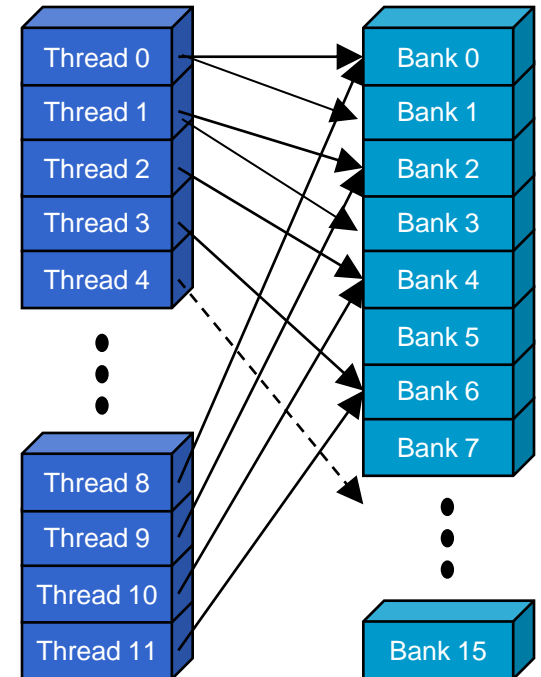 Thread 0
Thread 1
Thread 2
Thread 3
Thread 4
Thread 8
Thread 9
Thread 10
Thread 11
Bank 0
Bank 1
Bank 2
Bank 3
Bank 4
Bank 5
Bank 6
Bank 7
Bank 15